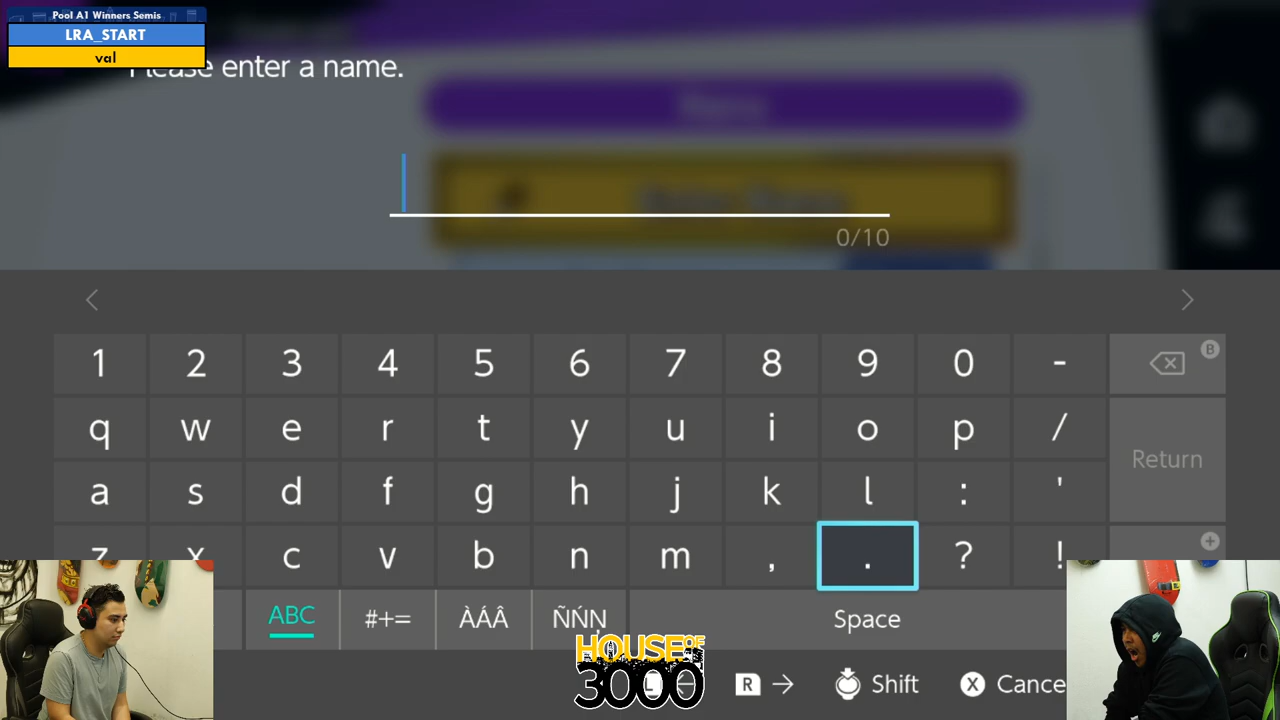 Pool A1 Winners Semis
LRA_START
val
Please enter a name.
0/10
1 2 3 4 5 6 7 8 9 0 -
B
q w e r t y u i o p /
Return
a s d f g h j k l : '
z x c v b n m , . ? !
+
ABC #+= ÀÁÂ ÑŃŅ Space
HOUSE OF
3000
L R → Shift X Cance